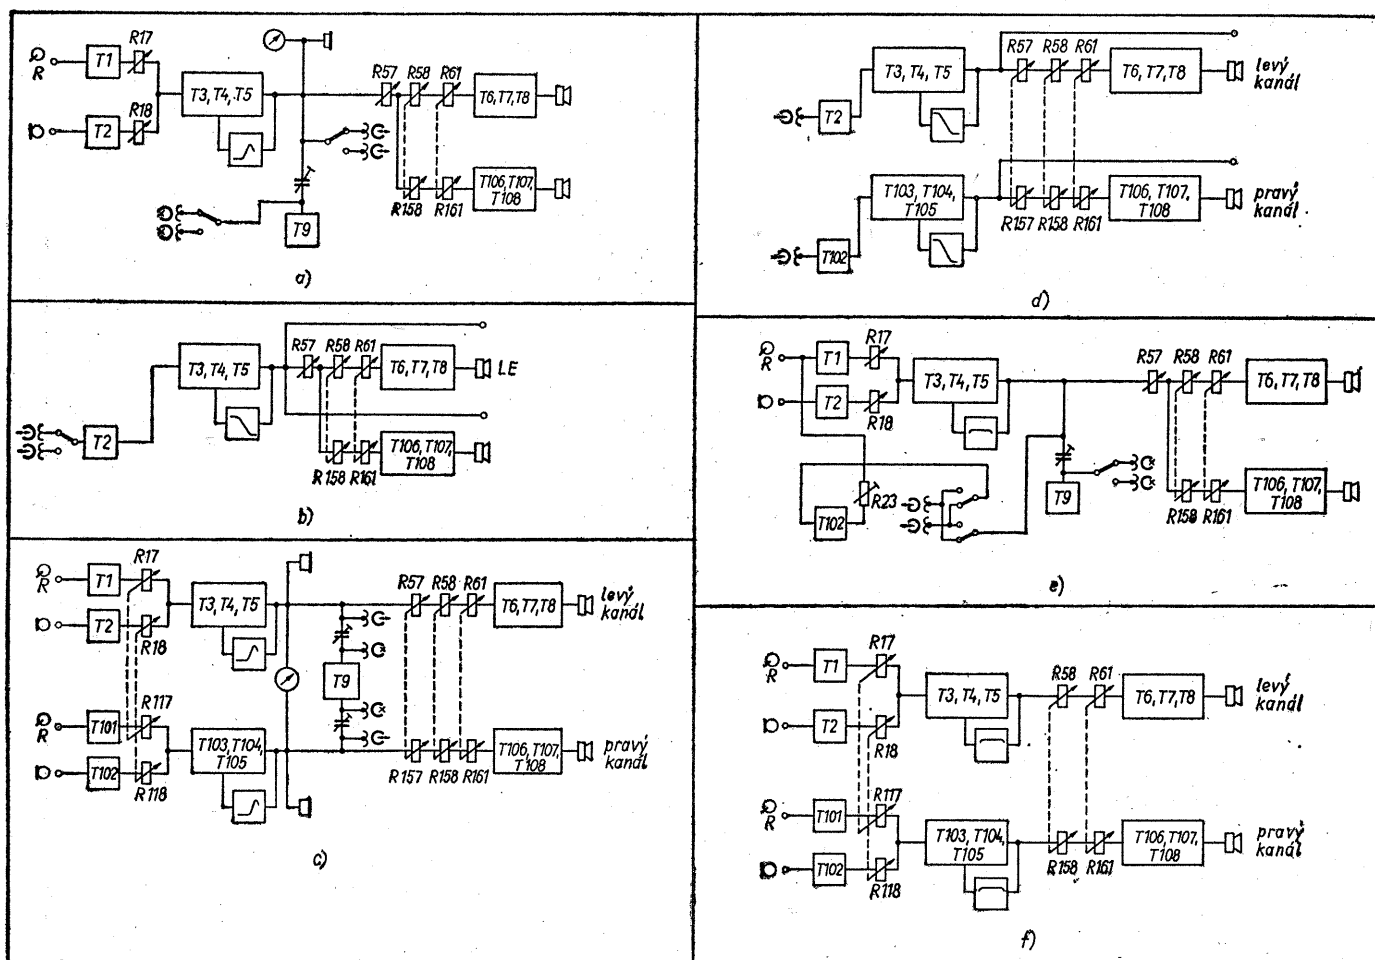 R17
R
T1
T3, T4, T5
R57
R58
R61
T6, T7, T8
T2
R18
R158
R161
T106, T107,
T108
T9
a)
R57
R58
R61
T3, T4, T5
T6, T7, T8
LE
T2
T106, T107,
T108
R158
R161
b)
R17
R
T1
T3, T4, T5
R57
R58
R61
T6, T7, T8
levý
kanál
T2
R18
T9
R117
R
T101
T103, T104,
T105
T106, T107,
T108
pravý
kanál
T102
R118
R157
R158
R161
c)
R57
R58
R61
T3, T4, T5
T6, T7, T8
levý
kanál
T2
T103, T104,
T105
T106, T107,
T108
pravý
kanál
R157
R158
R161
T102
d)
R17
R
T1
T3, T4, T5
R57
R58
R61
T6, T7, T8
T2
R18
R23
T102
T9
T106, T107,
T108
R158
R161
e)
R17
R
T1
T3, T4, T5
R58
R61
T6, T7, T8
levý
kanál
T2
R18
R117
R
T101
T103, T104,
T105
T106, T107,
T108
pravý
kanál
T102
R118
R158
R161
f)